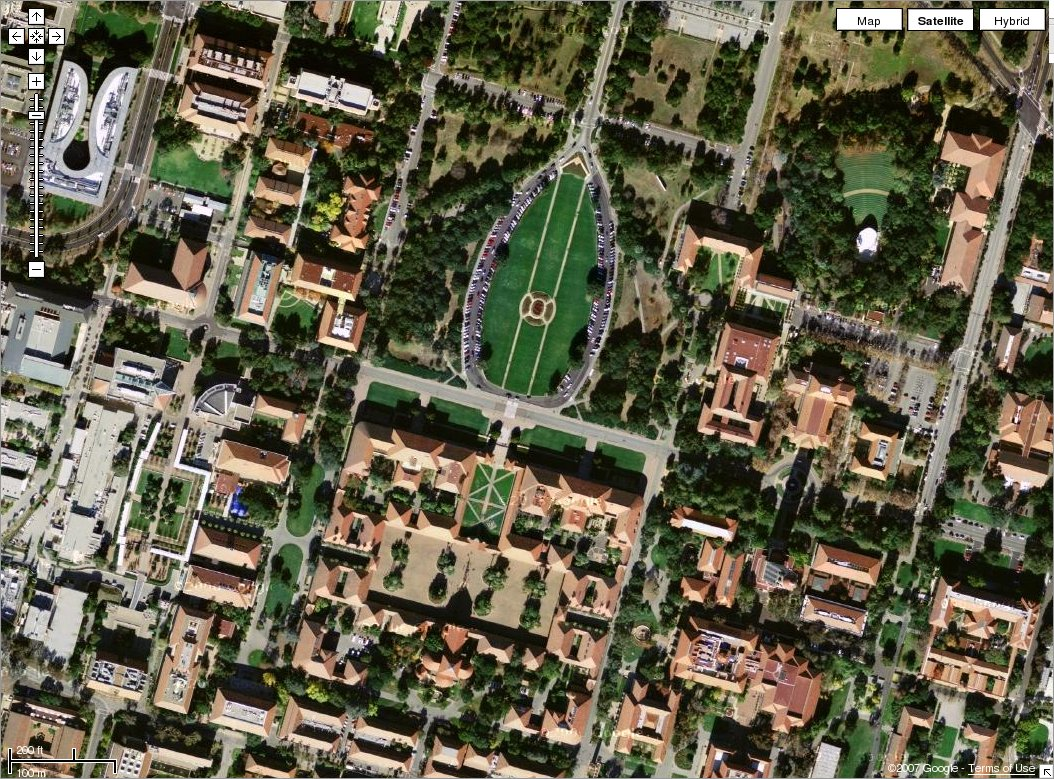 Map Satellite Hybrid
200 ft
100 m
©2007 Google - Terms of Use